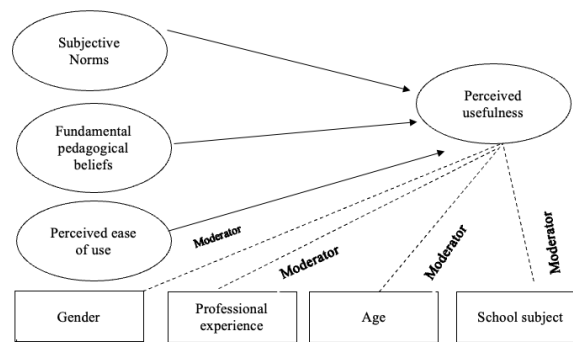 Subjective
Norms
Perceived
usefulness
Fundamental
pedagogical
beliefs
Perceived ease
of use
Moderator
Moderator
Moderator
Moderator
Gender
Professional
experience
Age
School subject